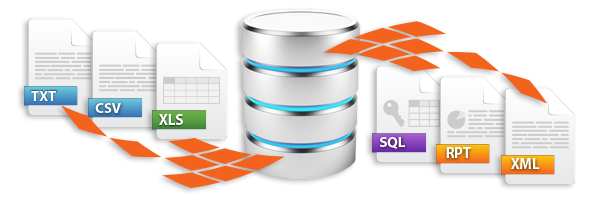 TXT
CSV
XLS
SQL
RPT
XML